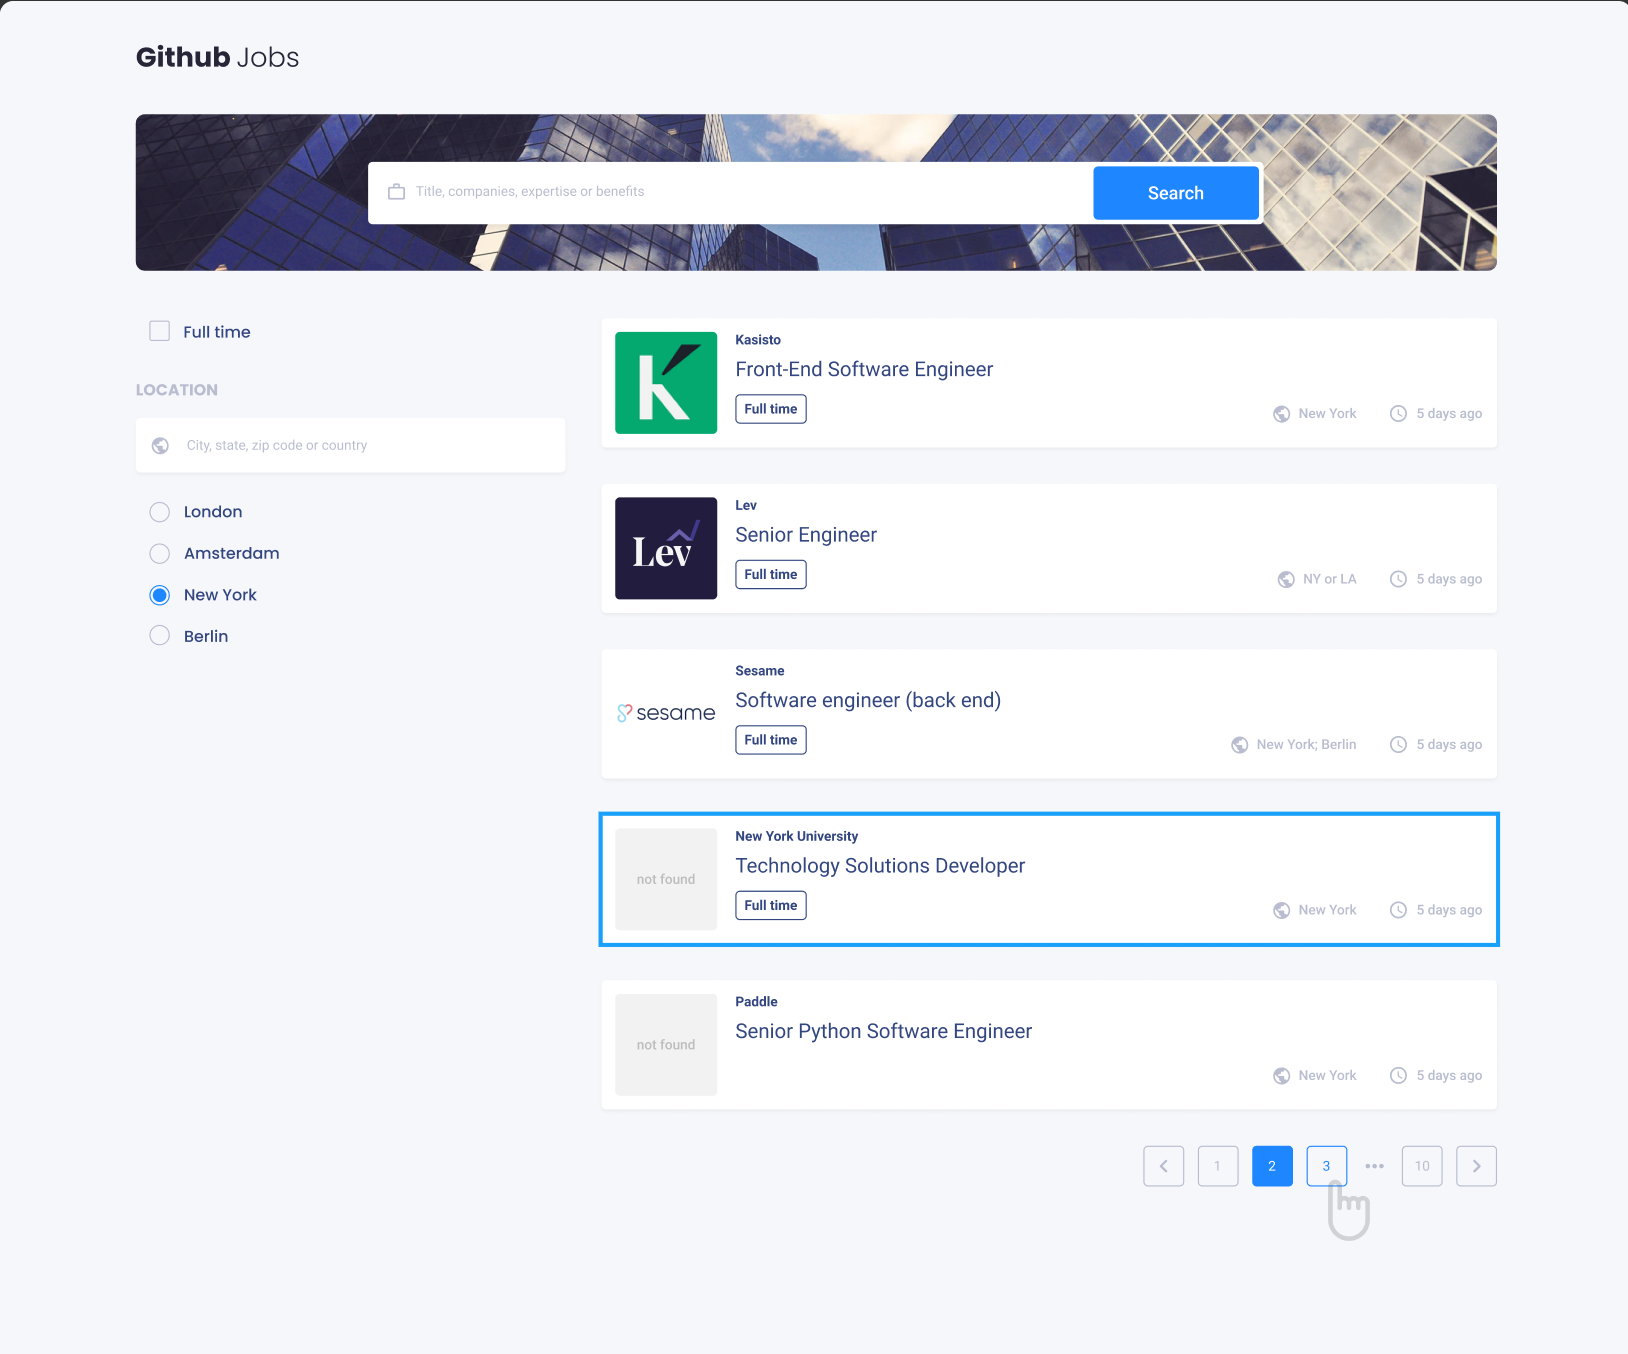 Github Jobs
Title, companies, expertise or benefits
Search
Full time
LOCATION
City, state, zip code or country
London
Amsterdam
New York
Berlin
K
Kasisto
Front-End Software Engineer
Full time
New York
5 days ago
Lev
Lev
Senior Engineer
Full time
NY or LA
5 days ago
sesame
Sesame
Software engineer (back end)
Full time
New York; Berlin
5 days ago
not found
New York University
Technology Solutions Developer
Full time
New York
5 days ago
not found
Paddle
Senior Python Software Engineer
New York
5 days ago
1 2 3 ••• 10